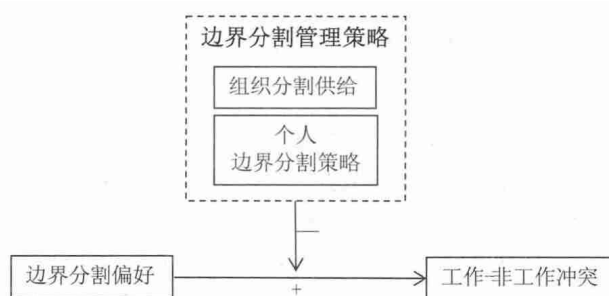 边界分割管理策略
组织分割供给
个人
边界分割策略
—
边界分割偏好
+
工作-非工作冲突